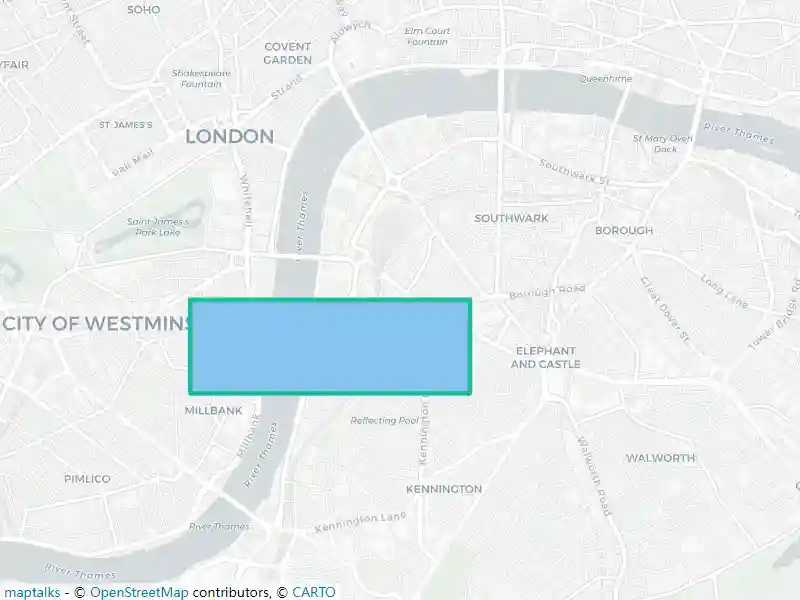 SOHO
Elm Court
Fountain
Aldwych
COVENT
GARDEN
YFAIR
Shakespeare
Fountain
Strand
Queenhithe
ST JAMES'S
LONDON
River Thames
St Mary Overy
Dock
Pall Mall
Southwark St
Whitehall
River Thames
Saint James's
Park Lake
SOUTHWARK
BOROUGH
Borough Road
Long Lane
Great Dover St
Tower Bridge Road
CITY OF WESTMINS
ELEPHANT
AND CASTLE
MILLBANK
Millbank
Reflecting Pool
Kennington
River Thames
Walworth Road
WALWORTH
PIMLICO
KENNINGTON
River Thames
Kennington Lane
River Thames
maptalks - © OpenStreetMap contributors, © CARTO